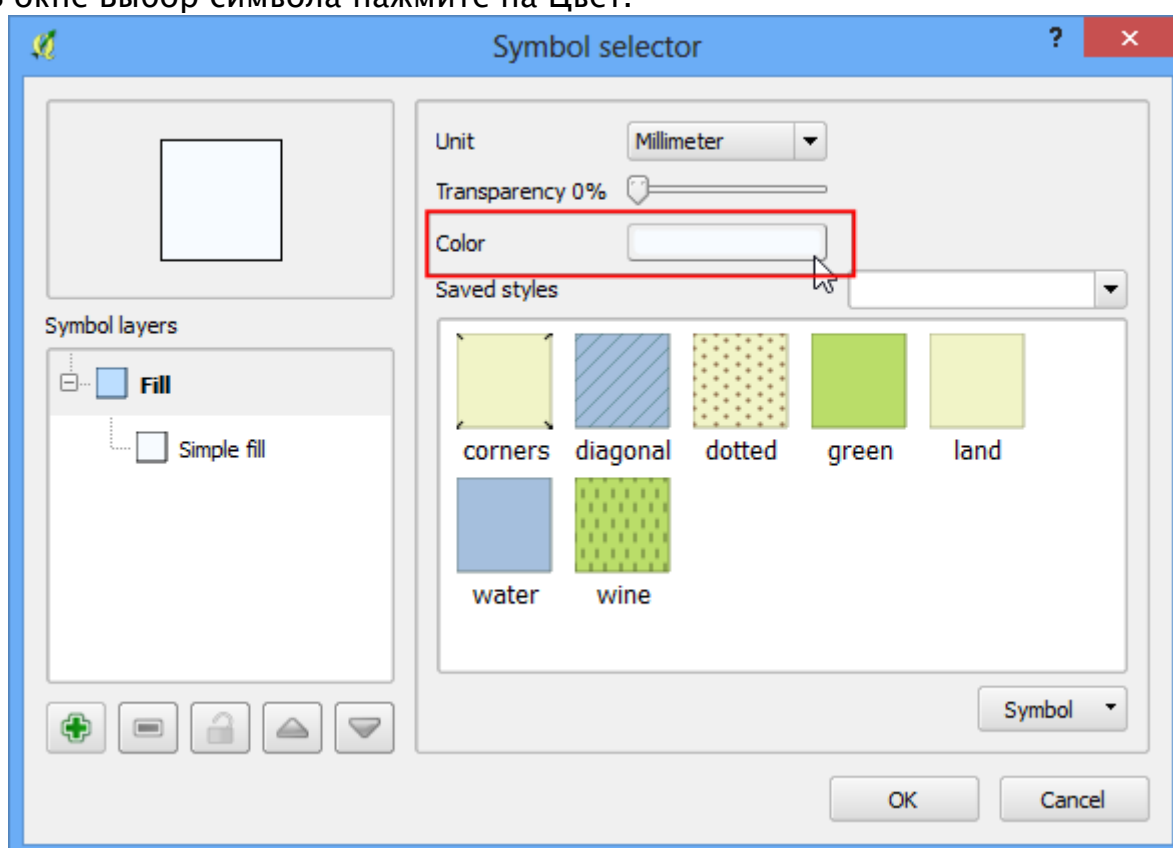 в окне выбор символа нажмите на Цвет.
Symbol selector
?
Unit
Millimeter
Transparency 0%
Color
Saved styles
Symbol layers
Fill
Simple fill
corners diagonal dotted green land
water wine
Symbol
OK Cancel